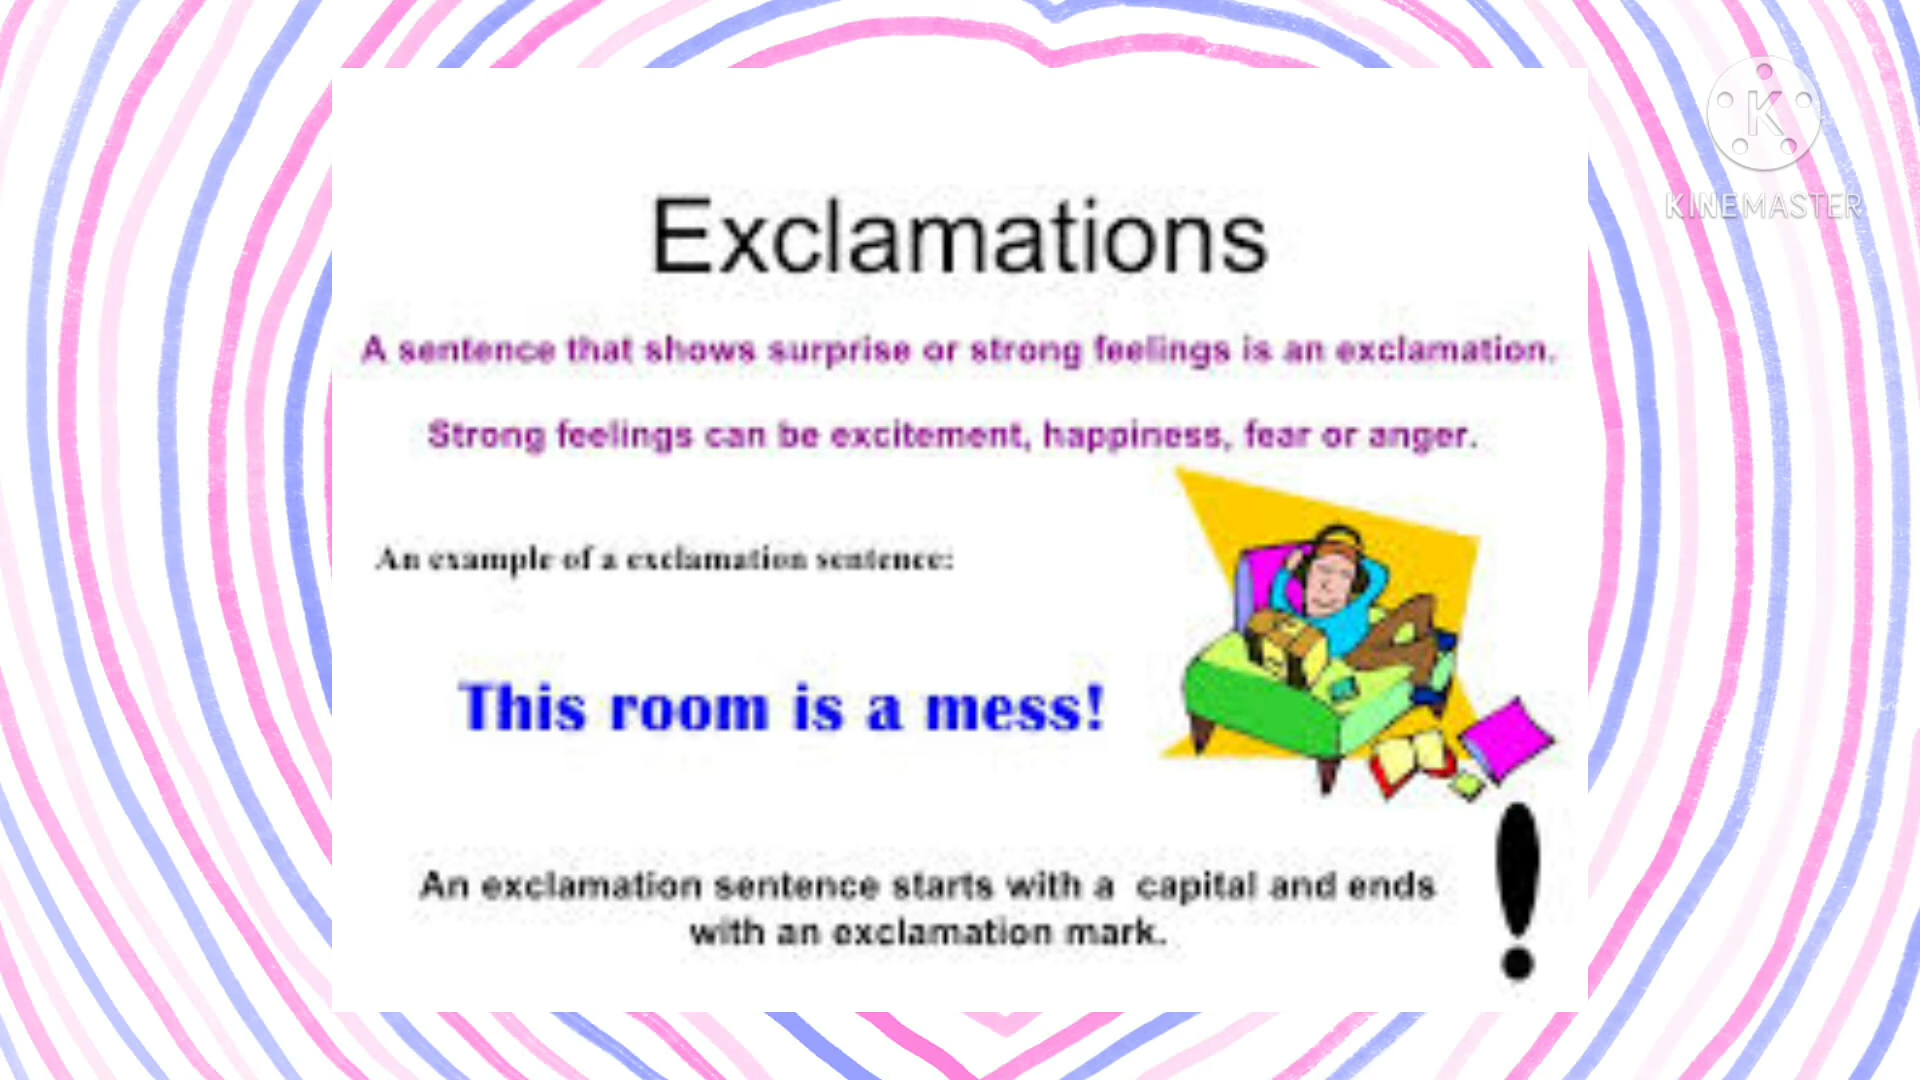 K
KINEMASTER
Exclamations
A sentence that shows surprise or strong feelings is an exclamation.
Strong feelings can be excitement, happiness, fear or anger.
An example of a exclamation sentence:
This room is a mess!
An exclamation sentence starts with a capital and ends
with an exclamation mark.
!